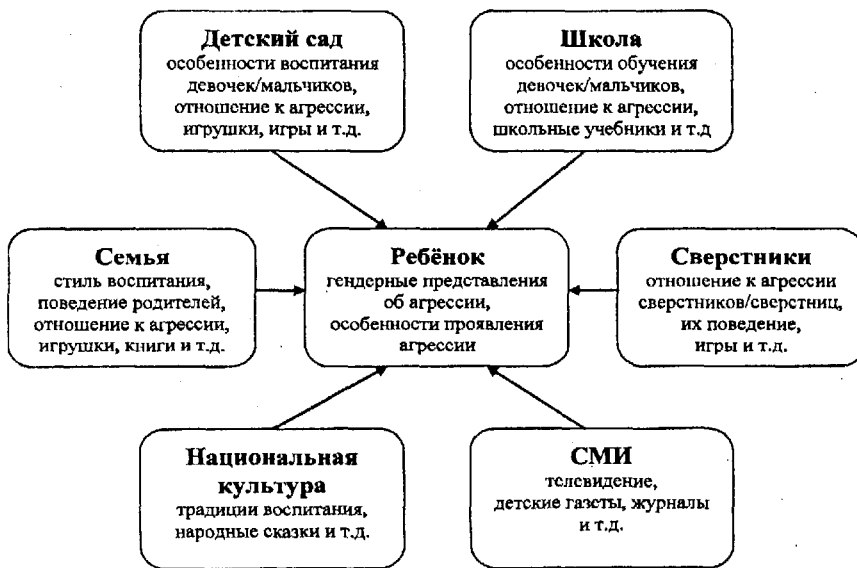 Детский сад
особенности воспитания
девочек/мальчиков,
отношение к агрессии,
игрушки, игры и т.д.
Школа
особенности обучения
девочек/мальчиков,
отношение к агрессии,
школьные учебники и т.д
Семья
стиль воспитания,
поведение родителей,
отношение к агрессии,
игрушки, книги и т.д.
Ребёнок
гендерные представления
об агрессии,
особенности проявления
агрессии
Сверстники
отношение к агрессии
сверстников/сверстниц,
их поведение,
игры и т.д.
Национальная
культура
традиции воспитания,
народные сказки и т.д.
СМИ
телевидение,
детские газеты, журналы
и т.д.